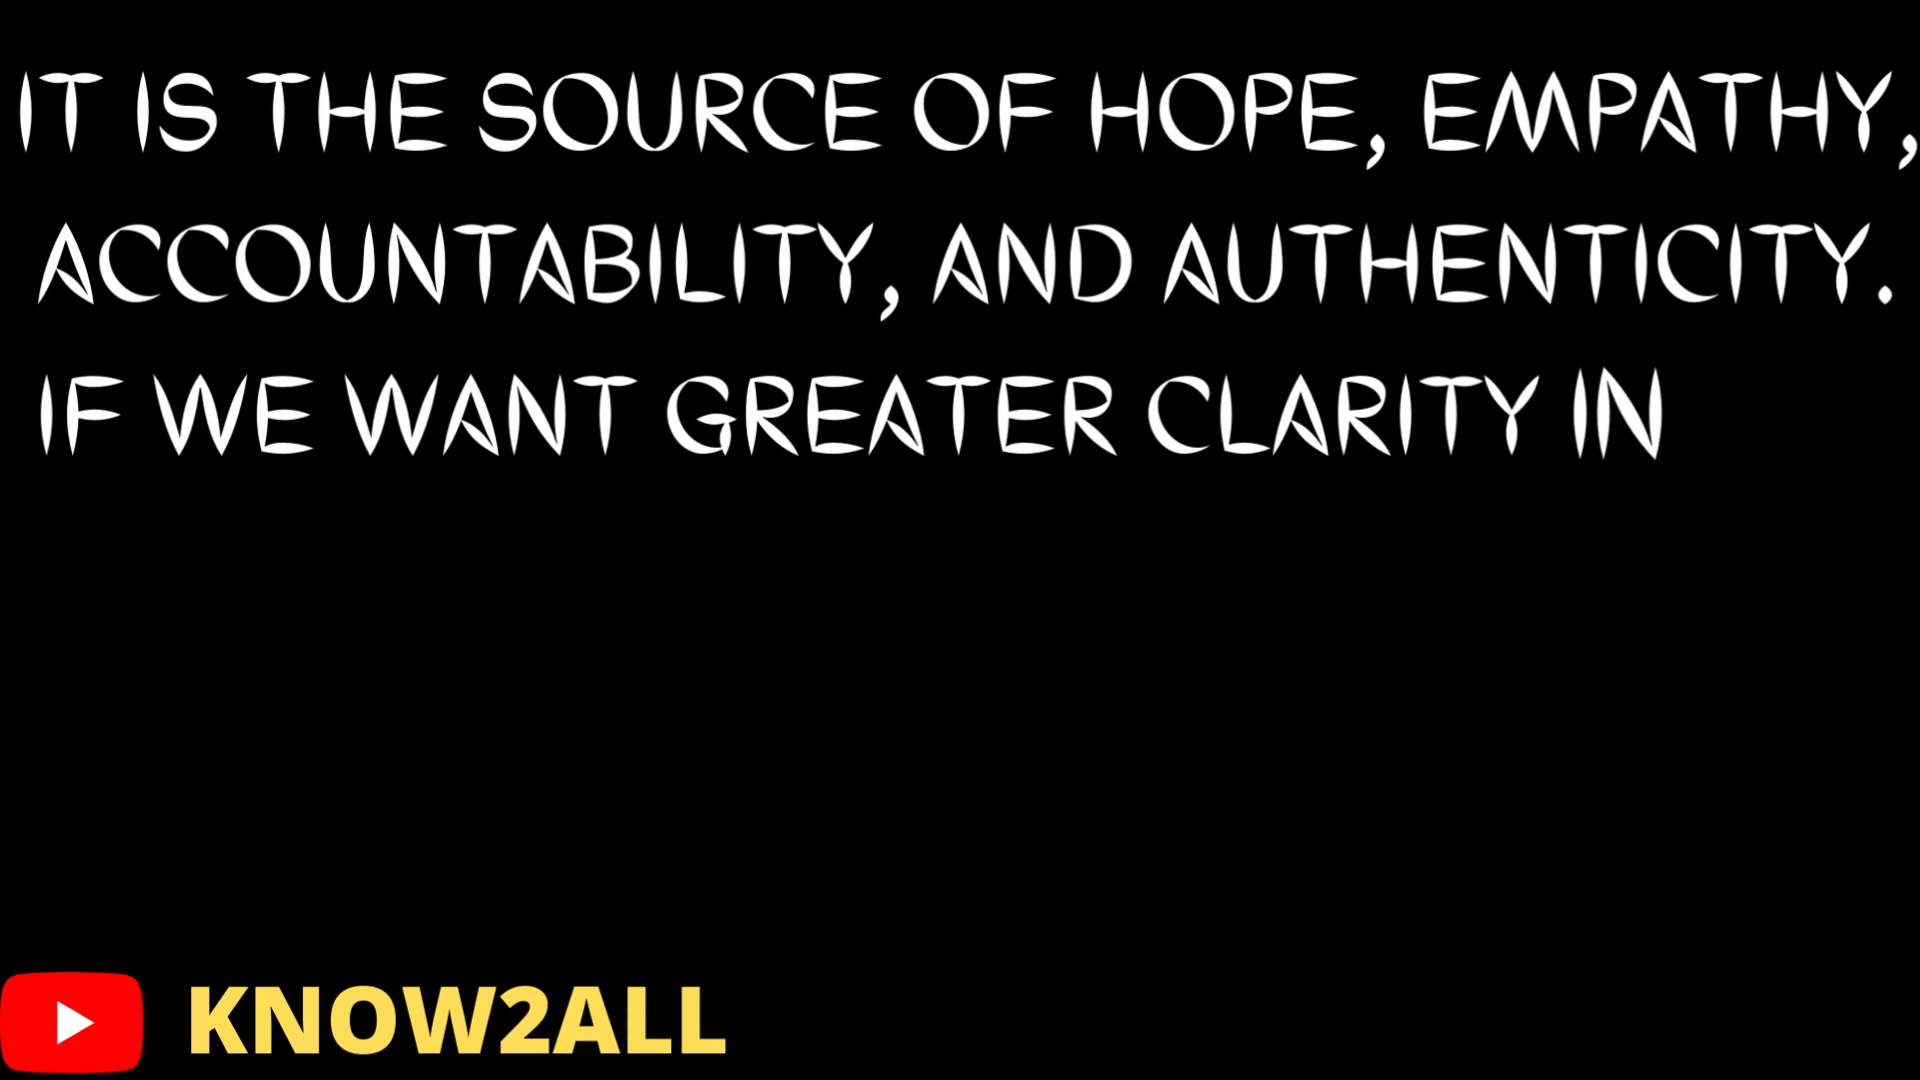 IT IS THE SOURCE OF HOPE, EMPATHY,
ACCOUNTABILITY, AND AUTHENTICITY.
IF WE WANT GREATER CLARITY IN
KNOW2ALL